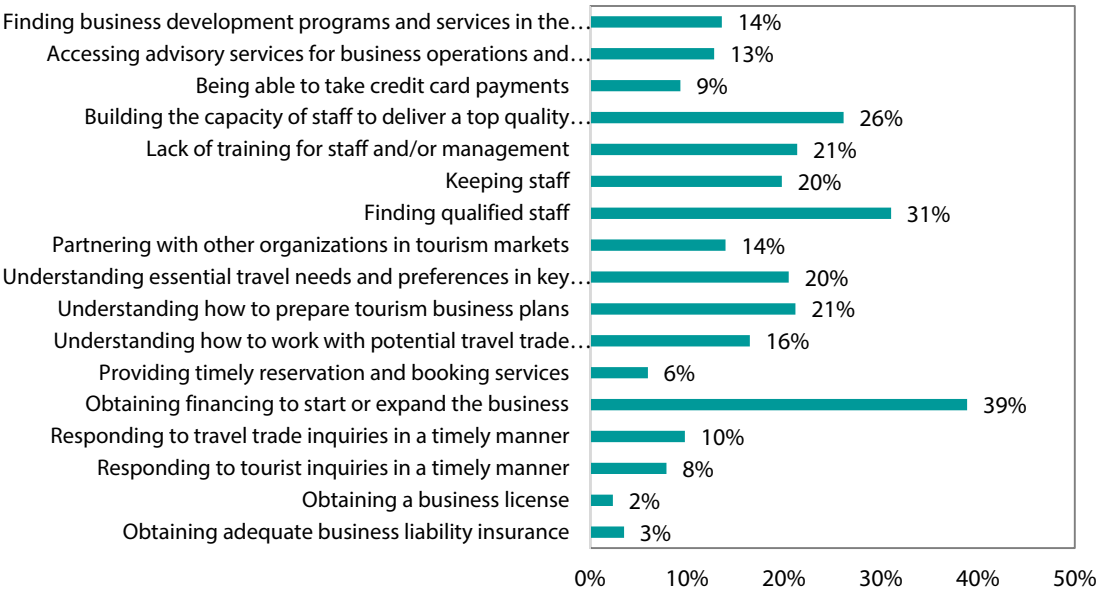 Finding business development programs and services in the… 14%
Accessing advisory services for business operations and… 13%
Being able to take credit card payments 9%
Building the capacity of staff to deliver a top quality… 26%
Lack of training for staff and/or management 21%
Keeping staff 20%
Finding qualified staff 31%
Partnering with other organizations in tourism markets 14%
Understanding essential travel needs and preferences in key… 20%
Understanding how to prepare tourism business plans 21%
Understanding how to work with potential travel trade… 16%
Providing timely reservation and booking services 6%
Obtaining financing to start or expand the business 39%
Responding to travel trade inquiries in a timely manner 10%
Responding to tourist inquiries in a timely manner 8%
Obtaining a business license 2%
Obtaining adequate business liability insurance 3%
0% 10% 20% 30% 40% 50%